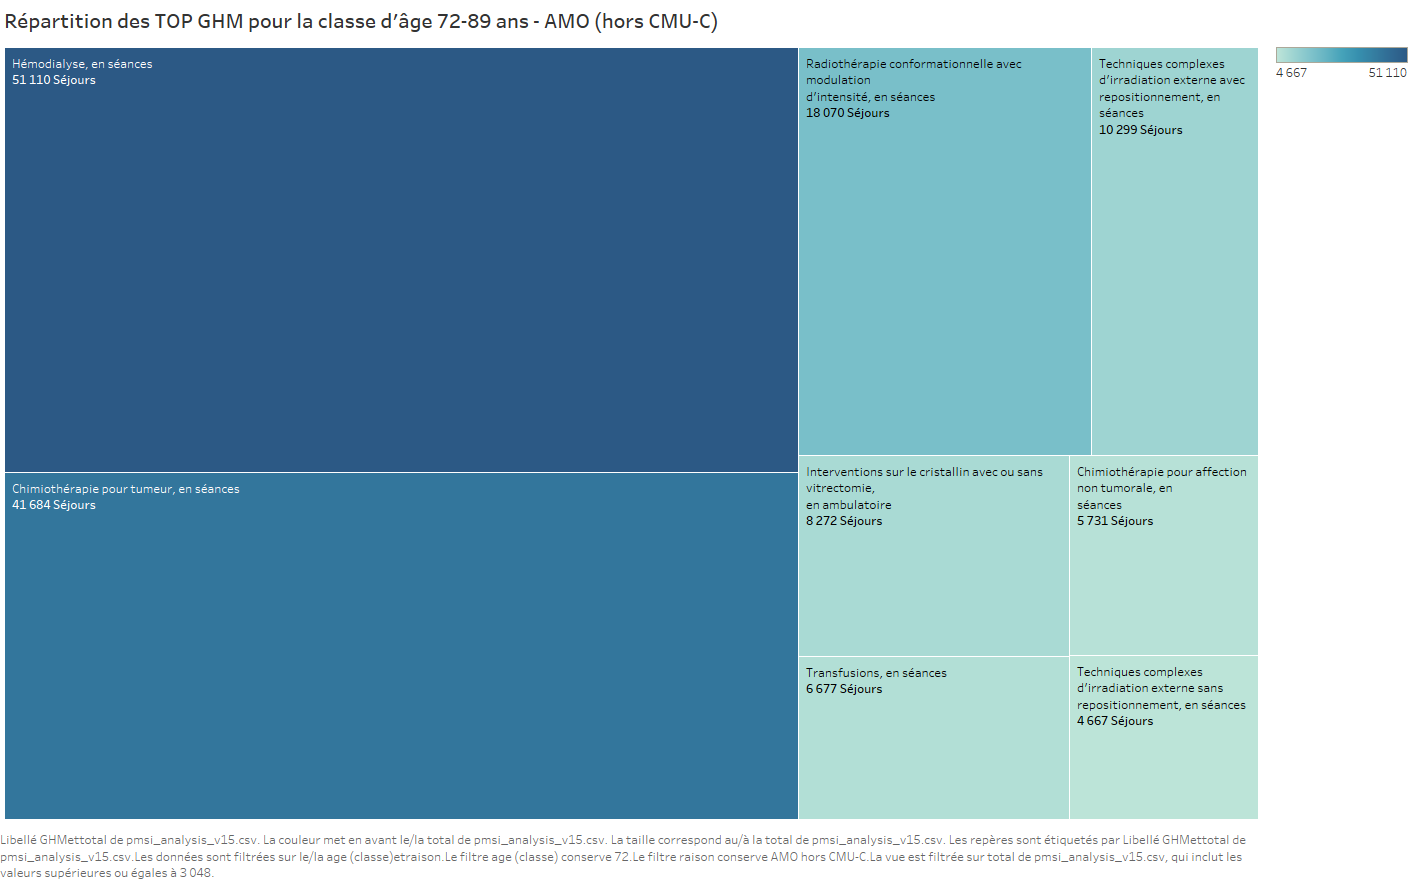 Répartition des TOP GHM pour la classe d’âge 72-89 ans - AMO (hors CMU-C)
Hémodialyse, en séances
51 110 Séjours
Chimiothérapie pour tumeur, en séances
41 684 Séjours
Radiothérapie conformationnelle avec
modulation
d’intensité, en séances
18 070 Séjours
Techniques complexes
d’irradiation externe avec
repositionnement, en
séances
10 299 Séjours
Interventions sur le cristallin avec ou sans
vitrectomie,
en ambulatoire
8 272 Séjours
Chimiothérapie pour affection
non tumorale, en
séances
5 731 Séjours
Transfusions, en séances
6 677 Séjours
Techniques complexes
d’irradiation externe sans
repositionnement, en séances
4 667 Séjours
4 667 51 110
Libellé GHMettotal de pmsi_analysis_v15.csv. La couleur met en avant le/la total de pmsi_analysis_v15.csv. La taille correspond au/à la total de pmsi_analysis_v15.csv. Les repères sont étiquetés par Libellé GHMettotal de
pmsi_analysis_v15.csv.Les données sont filtrées sur le/la age (classe)etraison.Le filtre age (classe) conserve 72.Le filtre raison conserve AMO hors CMU-C.La vue est filtrée sur total de pmsi_analysis_v15.csv, qui inclut les
valeurs supérieures ou égales à 3 048.